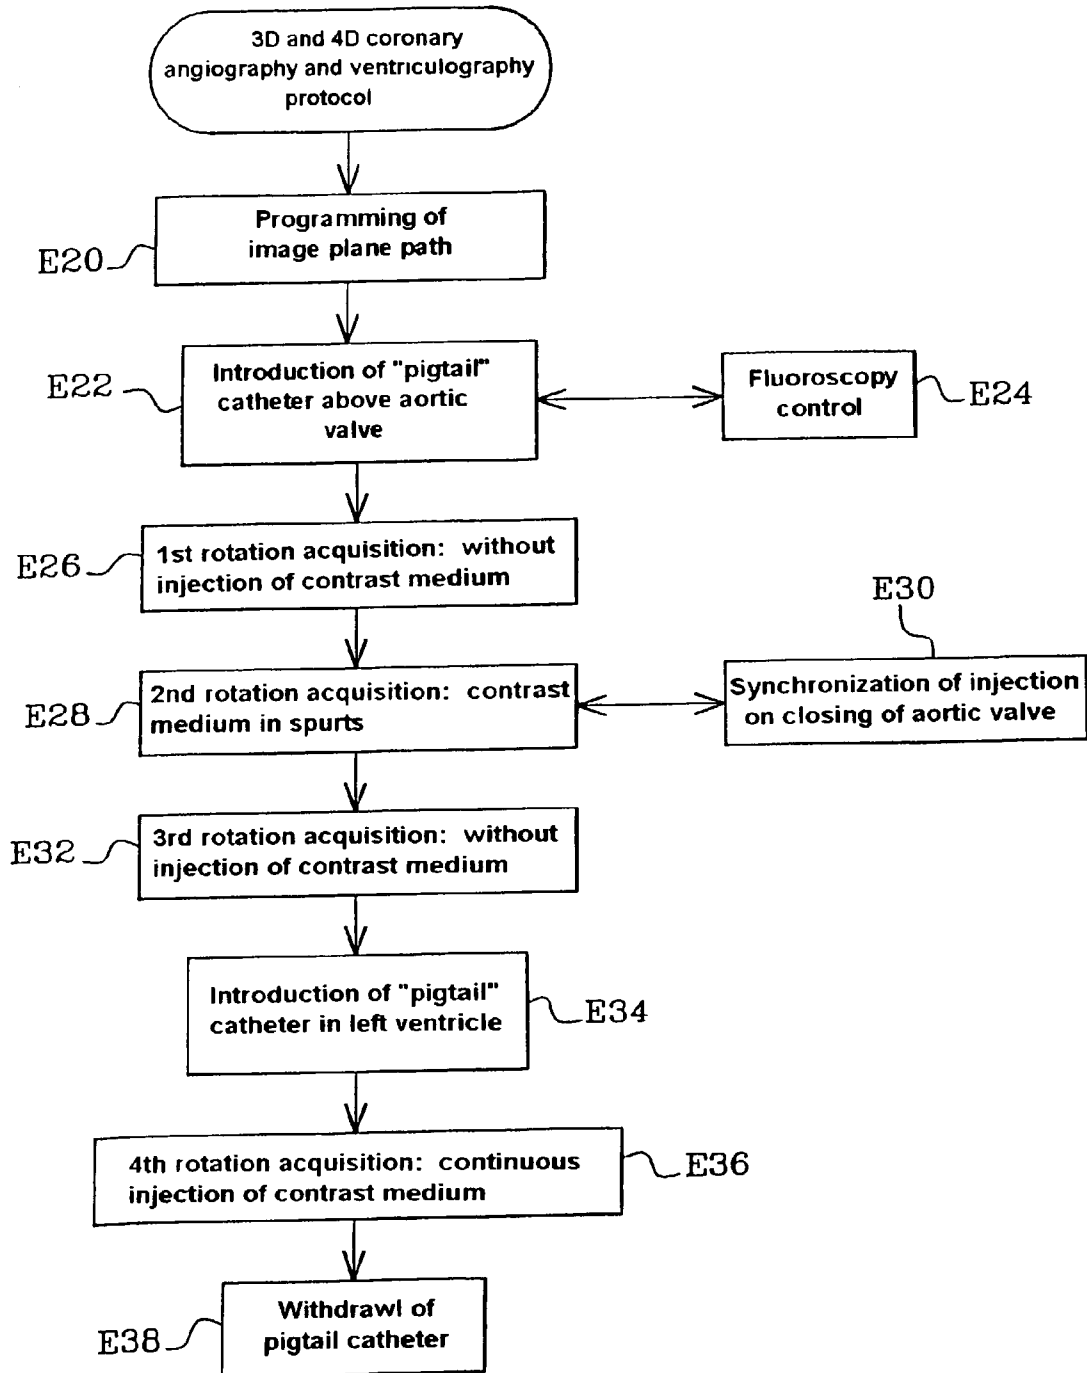 3D and 4D coronary
angiography and ventriculography
protocol
Programming of
image plane path
E20
Introduction of "pigtail"
catheter above aortic
valve
E22
Fluoroscopy
control
E24
1st rotation acquisition: without
injection of contrast medium
E26
E30
2nd rotation acquisition: contrast
medium in spurts
E28
Synchronization of injection
on closing of aortic valve
3rd rotation acquisition: without
injection of contrast medium
E32
Introduction of "pigtail"
catheter in left ventricle
E34
4th rotation acquisition: continuous
injection of contrast medium
E36
Withdrawl of
pigtail catheter
E38